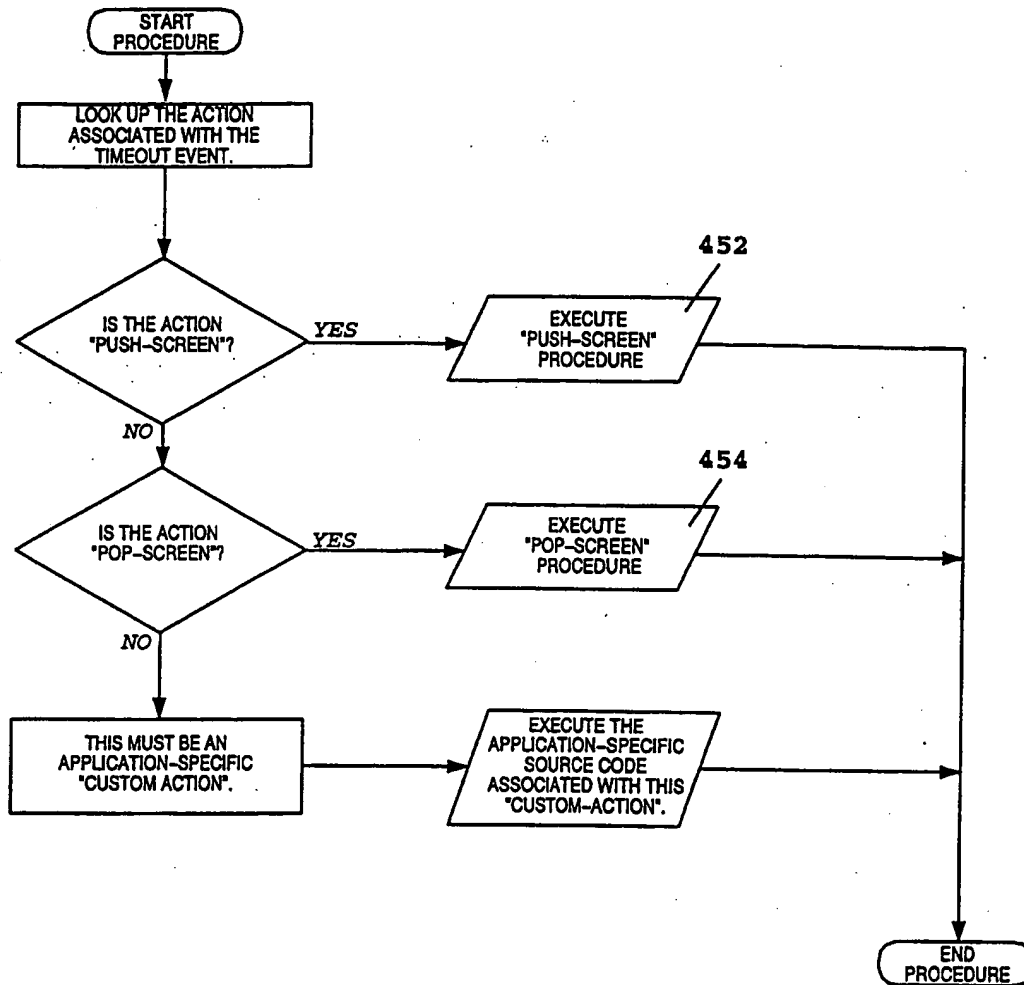 START
PROCEDURE
LOOK UP THE ACTION
ASSOCIATED WITH THE
TIMEOUT EVENT.
452
IS THE ACTION
"PUSH-SCREEN"?
YES
EXECUTE
"PUSH-SCREEN"
PROCEDURE
NO
454
IS THE ACTION
"POP-SCREEN"?
YES
EXECUTE
"POP-SCREEN"
PROCEDURE
NO
THIS MUST BE AN
APPLICATION-SPECIFIC
"CUSTOM ACTION".
EXECUTE THE
APPLICATION-SPECIFIC
SOURCE CODE
ASSOCIATED WITH THIS
"CUSTOM-ACTION".
END
PROCEDURE